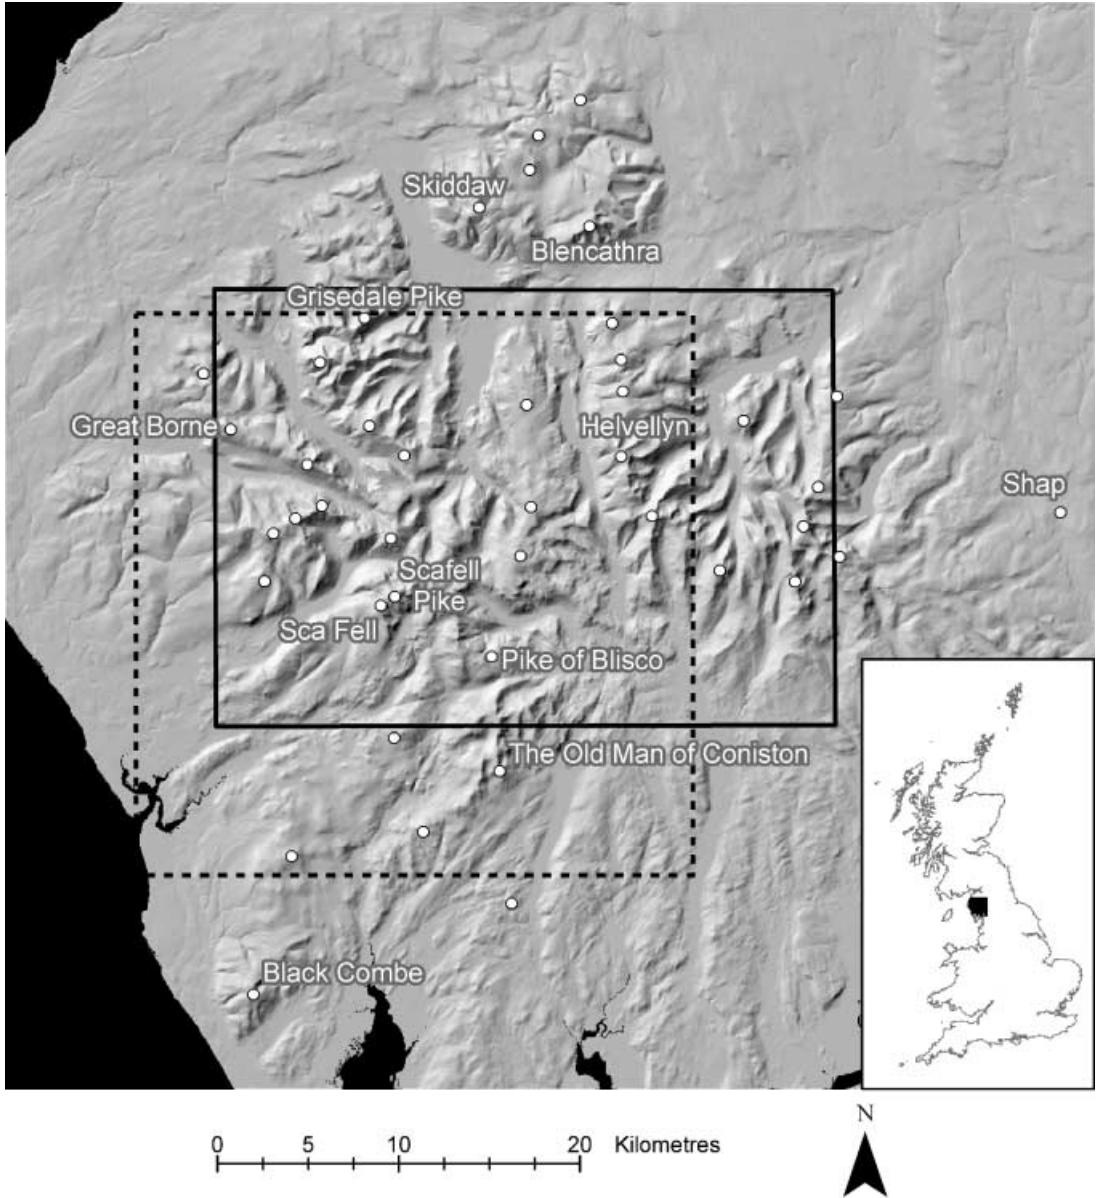 Skiddaw
Blencathra
Grisedale Pike
Great Borne
Helvellyn
Shap
Scafell
Pike
Sca Fell
Pike of Blisco
The Old Man of Coniston
Black Combe
N
0 5 10 20 Kilometres